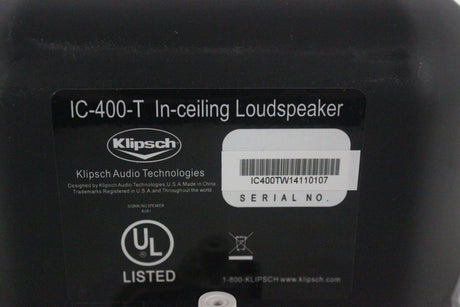 IC-400-T In-ceiling Loudspeaker
Klipsch
Klipsch Audio Technologies
Designed by Klipsch Audio Technologies, U.S.A. Made in China
Trademarks Registered in U.S.A. and Throughout the world.
IC400TW14110107
SERIAL NO.
SPEAKER
UL
LISTED
1-800-KLIPSCH www.klipsch.com